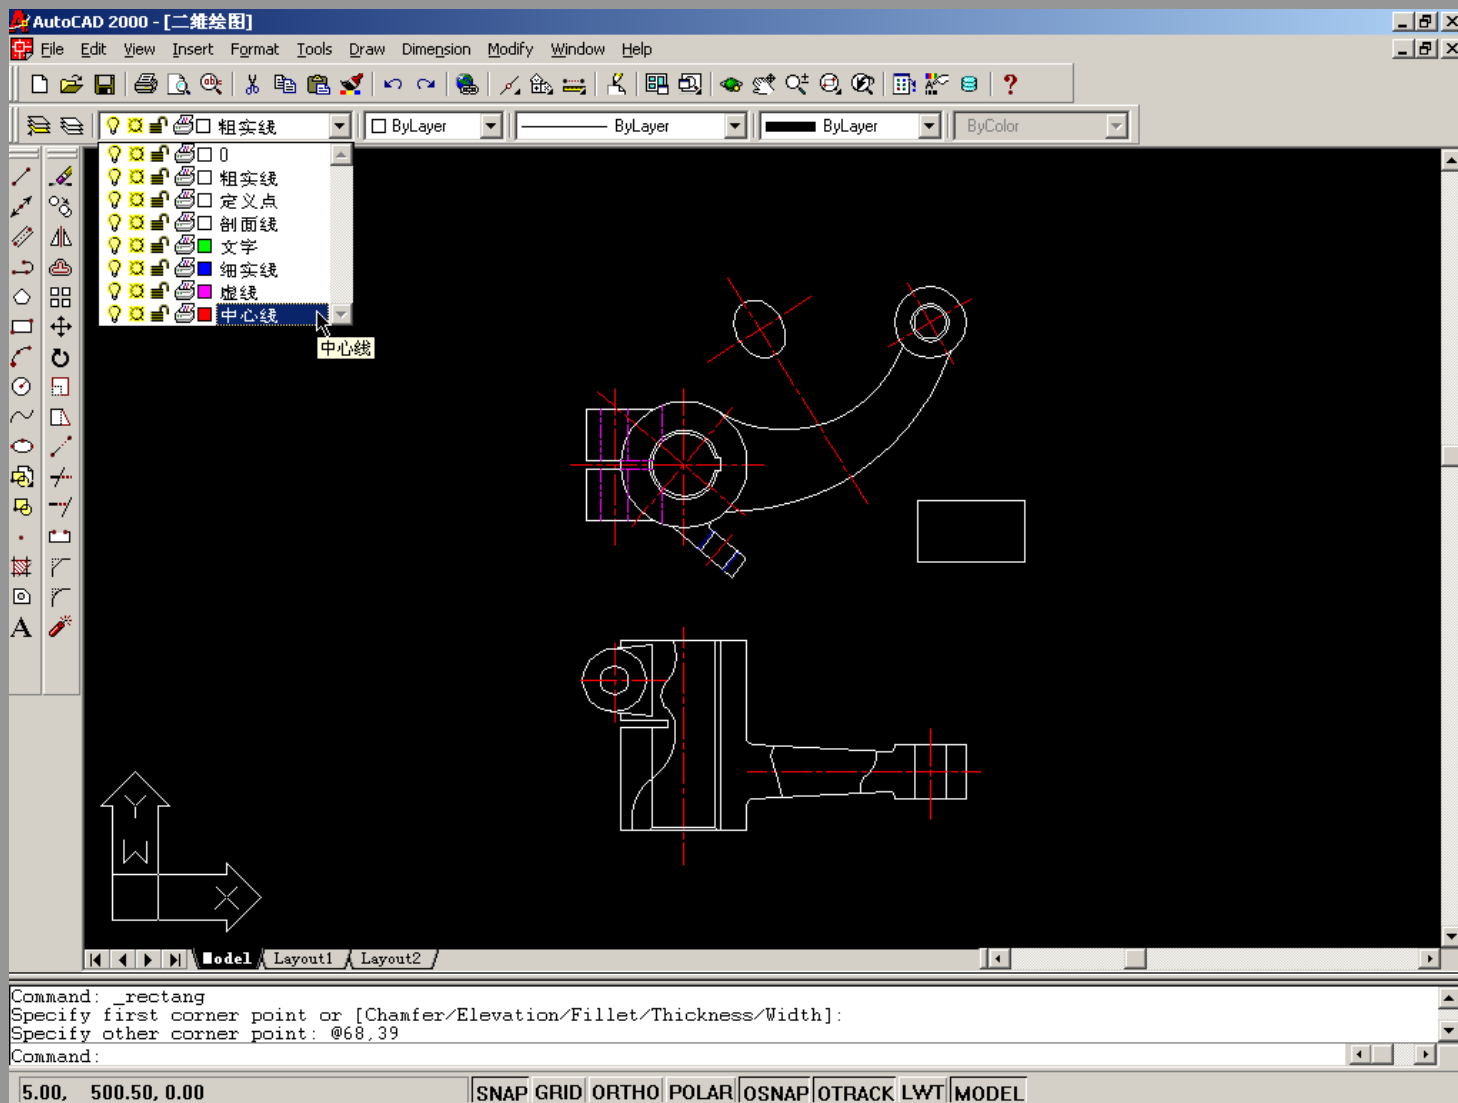 AutoCAD 2000 - [二维绘图]
File Edit View Insert Format Tools Draw Dimension Modify Window Help
粗实线 ByLayer ByLayer ByLayer ByColor
0
粗实线
定义点
剖面线
文字
细实线
虚线
中心线
中心线
A
Y
W
X
Model Layout1 Layout2
Command: _rectang
Specify first corner point or [Chamfer/Elevation/Fillet/Thickness/Width]:
Specify other corner point: @68,39
Command:
5.00, 500.50, 0.00 SNAP GRID ORTHO POLAR OSNAP OTRACK LWT MODEL